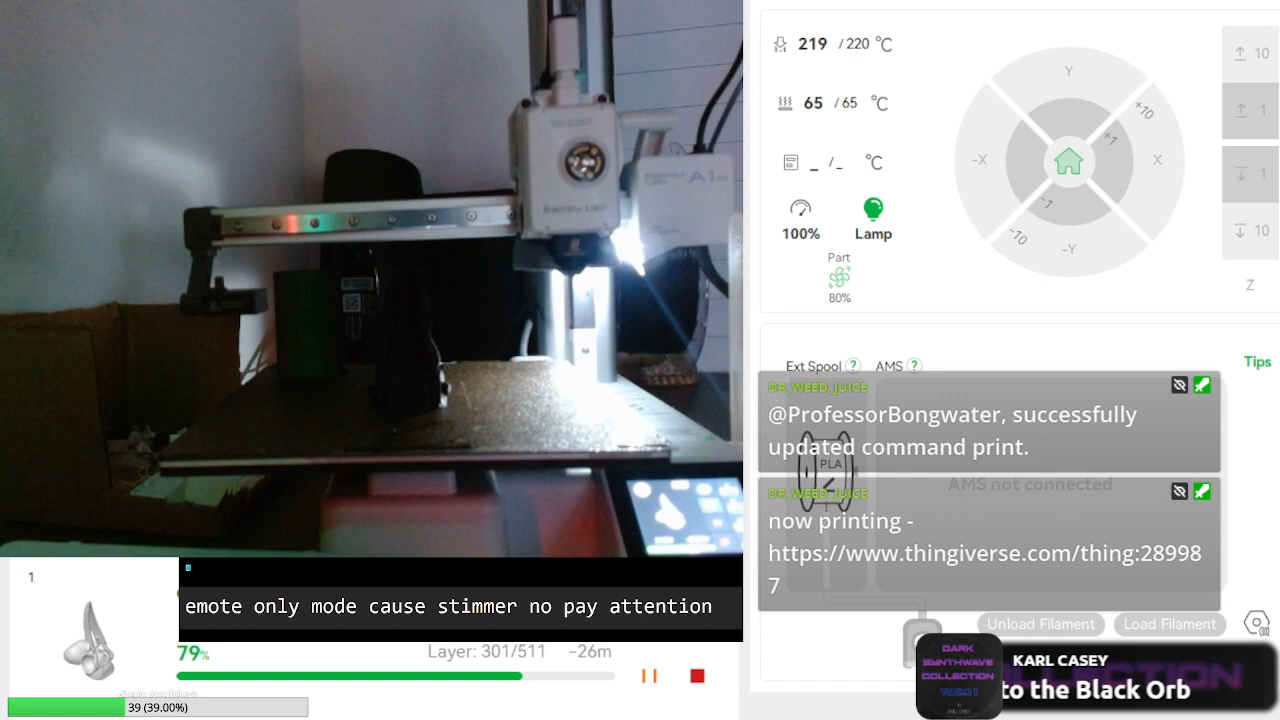 219 / 220 °C
65 / 65 °C
_ / _ °C
100% Lamp
Part
80%
Y
+10
+1
-X
X
-1
-10
-Y
10
1
1
10
Z
A1
Bambu Lab
Ext Spool ? AMS ?
Tips
DR_WEED_JUICE
@ProfessorBongwater, successfully
updated command print.
PLA
AMS not connected
DR_WEED_JUICE
now printing -
https://www.thingiverse.com/thing:28998
7
Unload Filament
Load Filament
1
emote only mode cause stimmer no pay attention
79%
Layer: 301/511
-26m
39 (39.00%)
DARK
SYNTHWAVE
COLLECTION
VOLUME 1
KARL CASEY
to the Black Orb